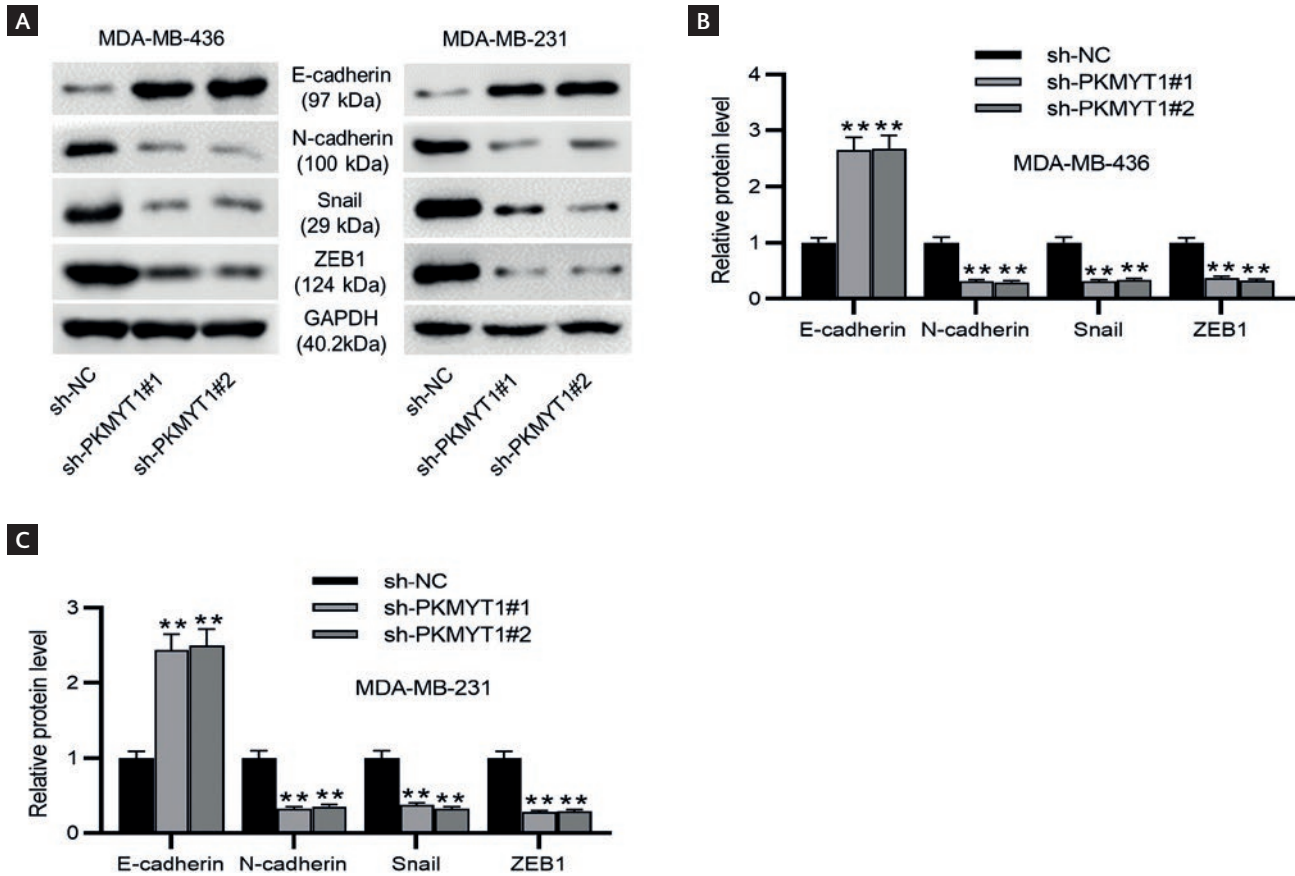 A
MDA-MB-436
MDA-MB-231
E-cadherin
(97 kDa)
N-cadherin
(100 kDa)
Snail
(29 kDa)
ZEB1
(124 kDa)
GAPDH
(40.2kDa)
sh-NC
sh-PKMYT1#1
sh-PKMYT1#2
sh-NC
sh-PKMYT1#1
sh-PKMYT1#2
B
sh-NC
sh-PKMYT1#1
sh-PKMYT1#2
MDA-MB-436
Relative protein level
4
3
2
1
0
** **
** **
** **
** **
E-cadherin
N-cadherin
Snail
ZEB1
C
sh-NC
sh-PKMYT1#1
sh-PKMYT1#2
MDA-MB-231
Relative protein level
3
2
1
0
** **
** **
** **
** **
E-cadherin
N-cadherin
Snail
ZEB1